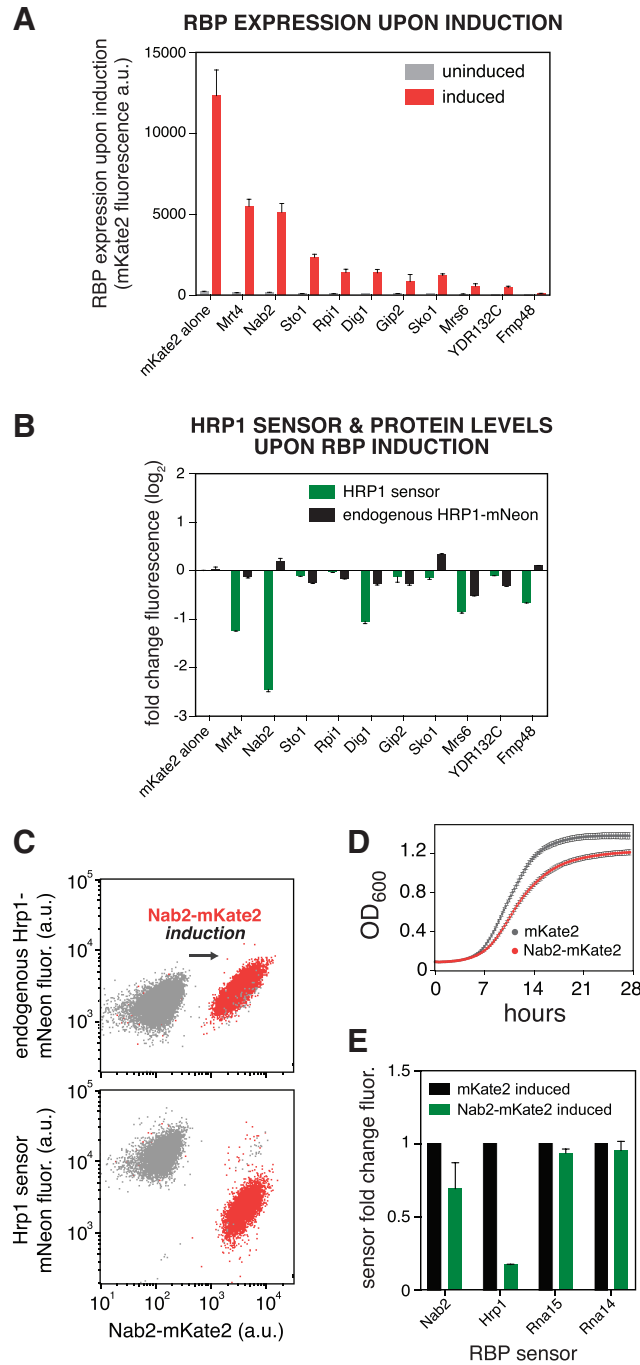 A
RBP EXPRESSION UPON INDUCTION
RBP expression upon induction
(mKate2 fluorescence a.u.)
15000
10000
5000
0
uninduced
induced
mKate2 alone
Mrt4
Nab2
Sto1
Rpi1
Dig1
Gip2
Sko1
Mrs6
YDR132C
Fmp48
B
HRP1 SENSOR & PROTEIN LEVELS
UPON RBP INDUCTION
fold change fluorescence (log2)
2
1
0
-1
-2
-3
HRP1 sensor
endogenous HRP1-mNeon
mKate2 alone
Mrt4
Nab2
Sto1
Rpi1
Dig1
Gip2
Sko1
Mrs6
YDR132C
Fmp48
C
endogenous Hrp1-
mNeon fluor. (a.u.)
10^5
10^4
10^3
Nab2-mKate2
induction
Hrp1 sensor
mNeon fluor. (a.u.)
10^5
10^4
10^3
10^1
10^2
10^3
10^4
Nab2-mKate2 (a.u.)
D
OD600
1.2
0.8
0.4
0
mKate2
Nab2-mKate2
0
7
14
21
28
hours
E
sensor fold change fluor.
1.5
1
0.5
0
mKate2 induced
Nab2-mKate2 induced
Nab2
Hrp1
Rna15
Rna14
RBP sensor